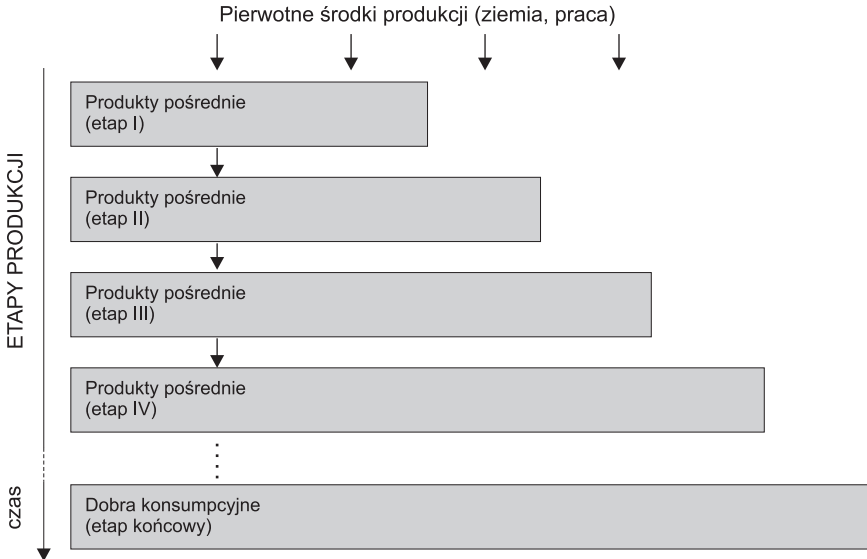 Pierwotne środki produkcji (ziemia, praca)
ETAPY PRODUKCJI
Produkty pośrednie
(etap I)
Produkty pośrednie
(etap II)
Produkty pośrednie
(etap III)
Produkty pośrednie
(etap IV)
czas
Dobra konsumpcyjne
(etap końcowy)